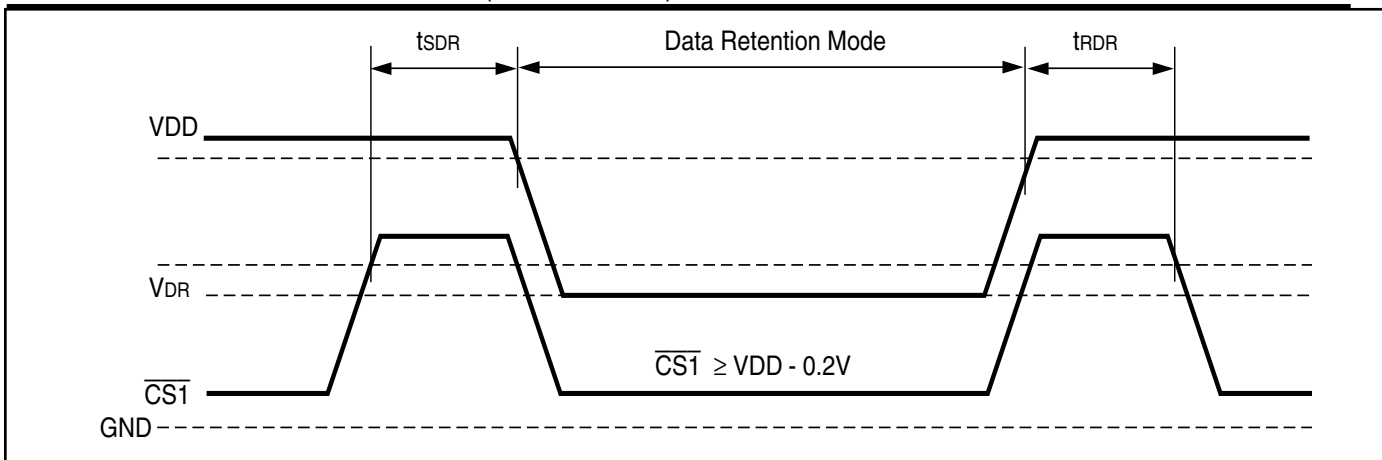 tSDR Data Retention Mode tRDR
VDD
VDR
CS1 ≥ VDD - 0.2V
CS1
GND